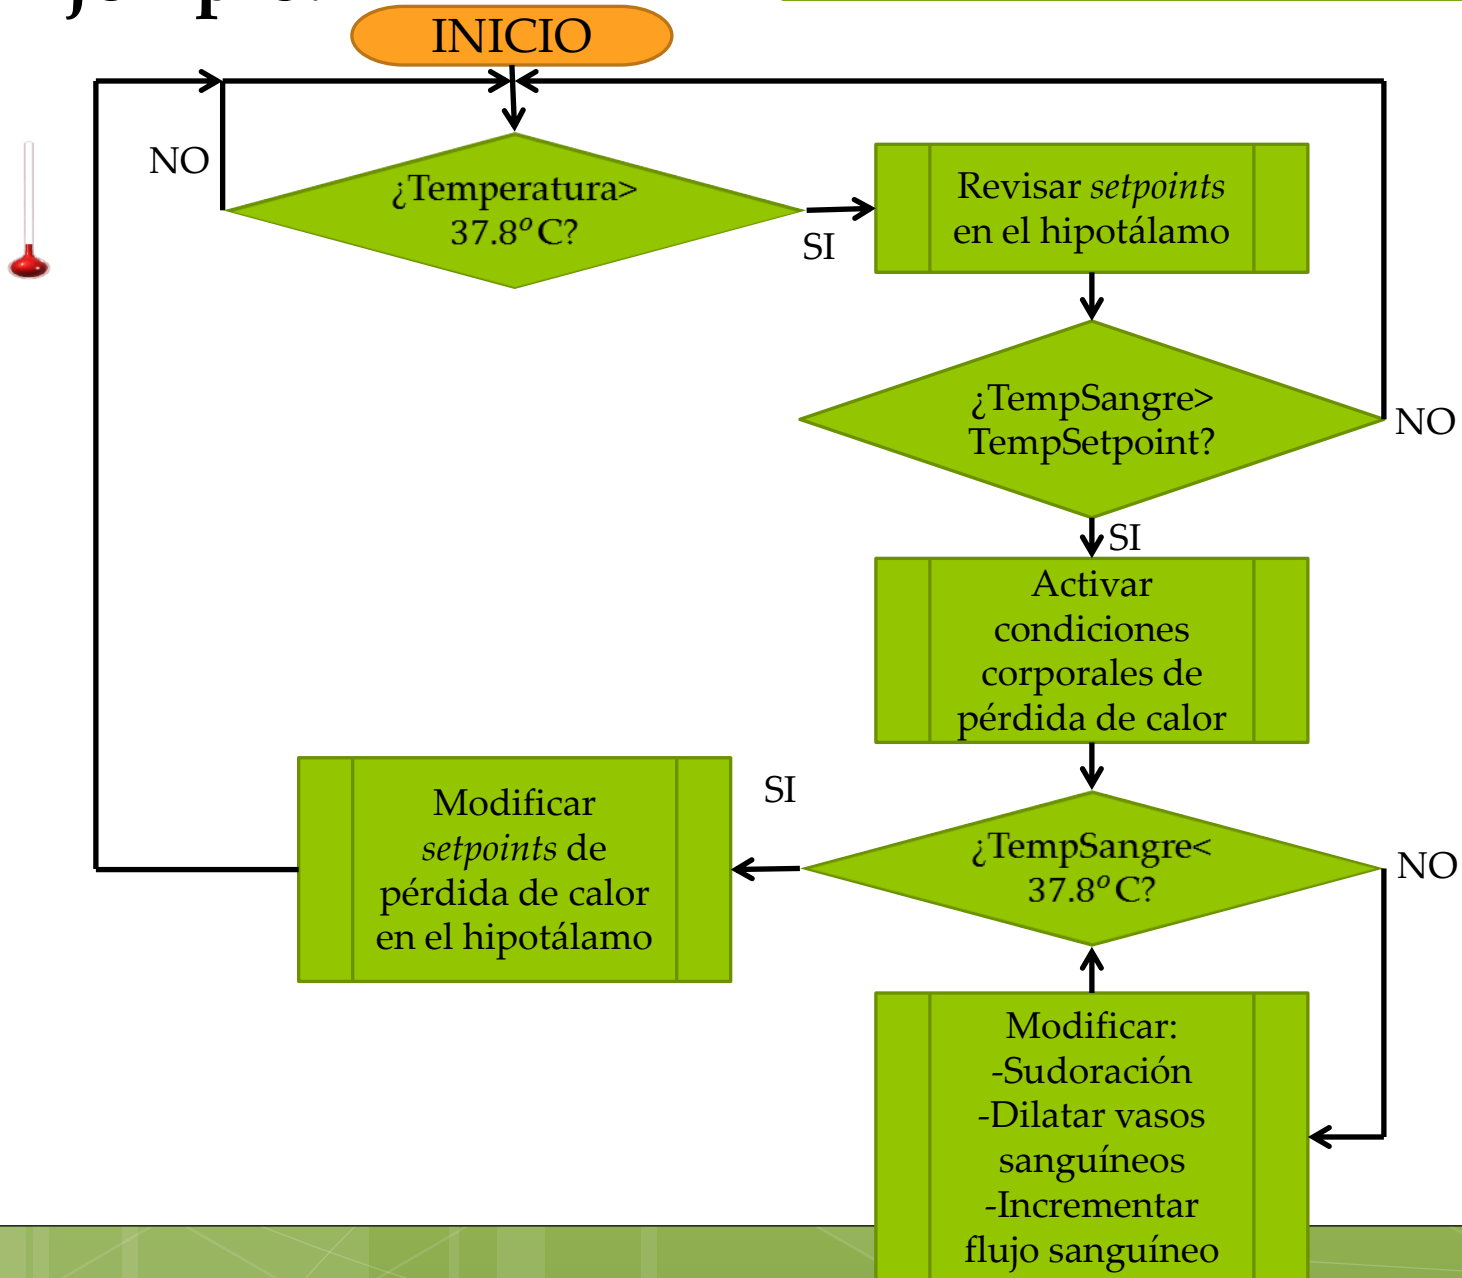 INICIO
NO
¿Temperatura>
37.8º C?
SI
Revisar setpoints
en el hipotálamo
¿TempSangre>
TempSetpoint?
NO
SI
Activar
condiciones
corporales de
pérdida de calor
¿TempSangre<
37.8º C?
SI
NO
Modificar
setpoints de
pérdida de calor
en el hipotálamo
Modificar:
-Sudoración
-Dilatar vasos
sanguíneos
-Incrementar
flujo sanguíneo